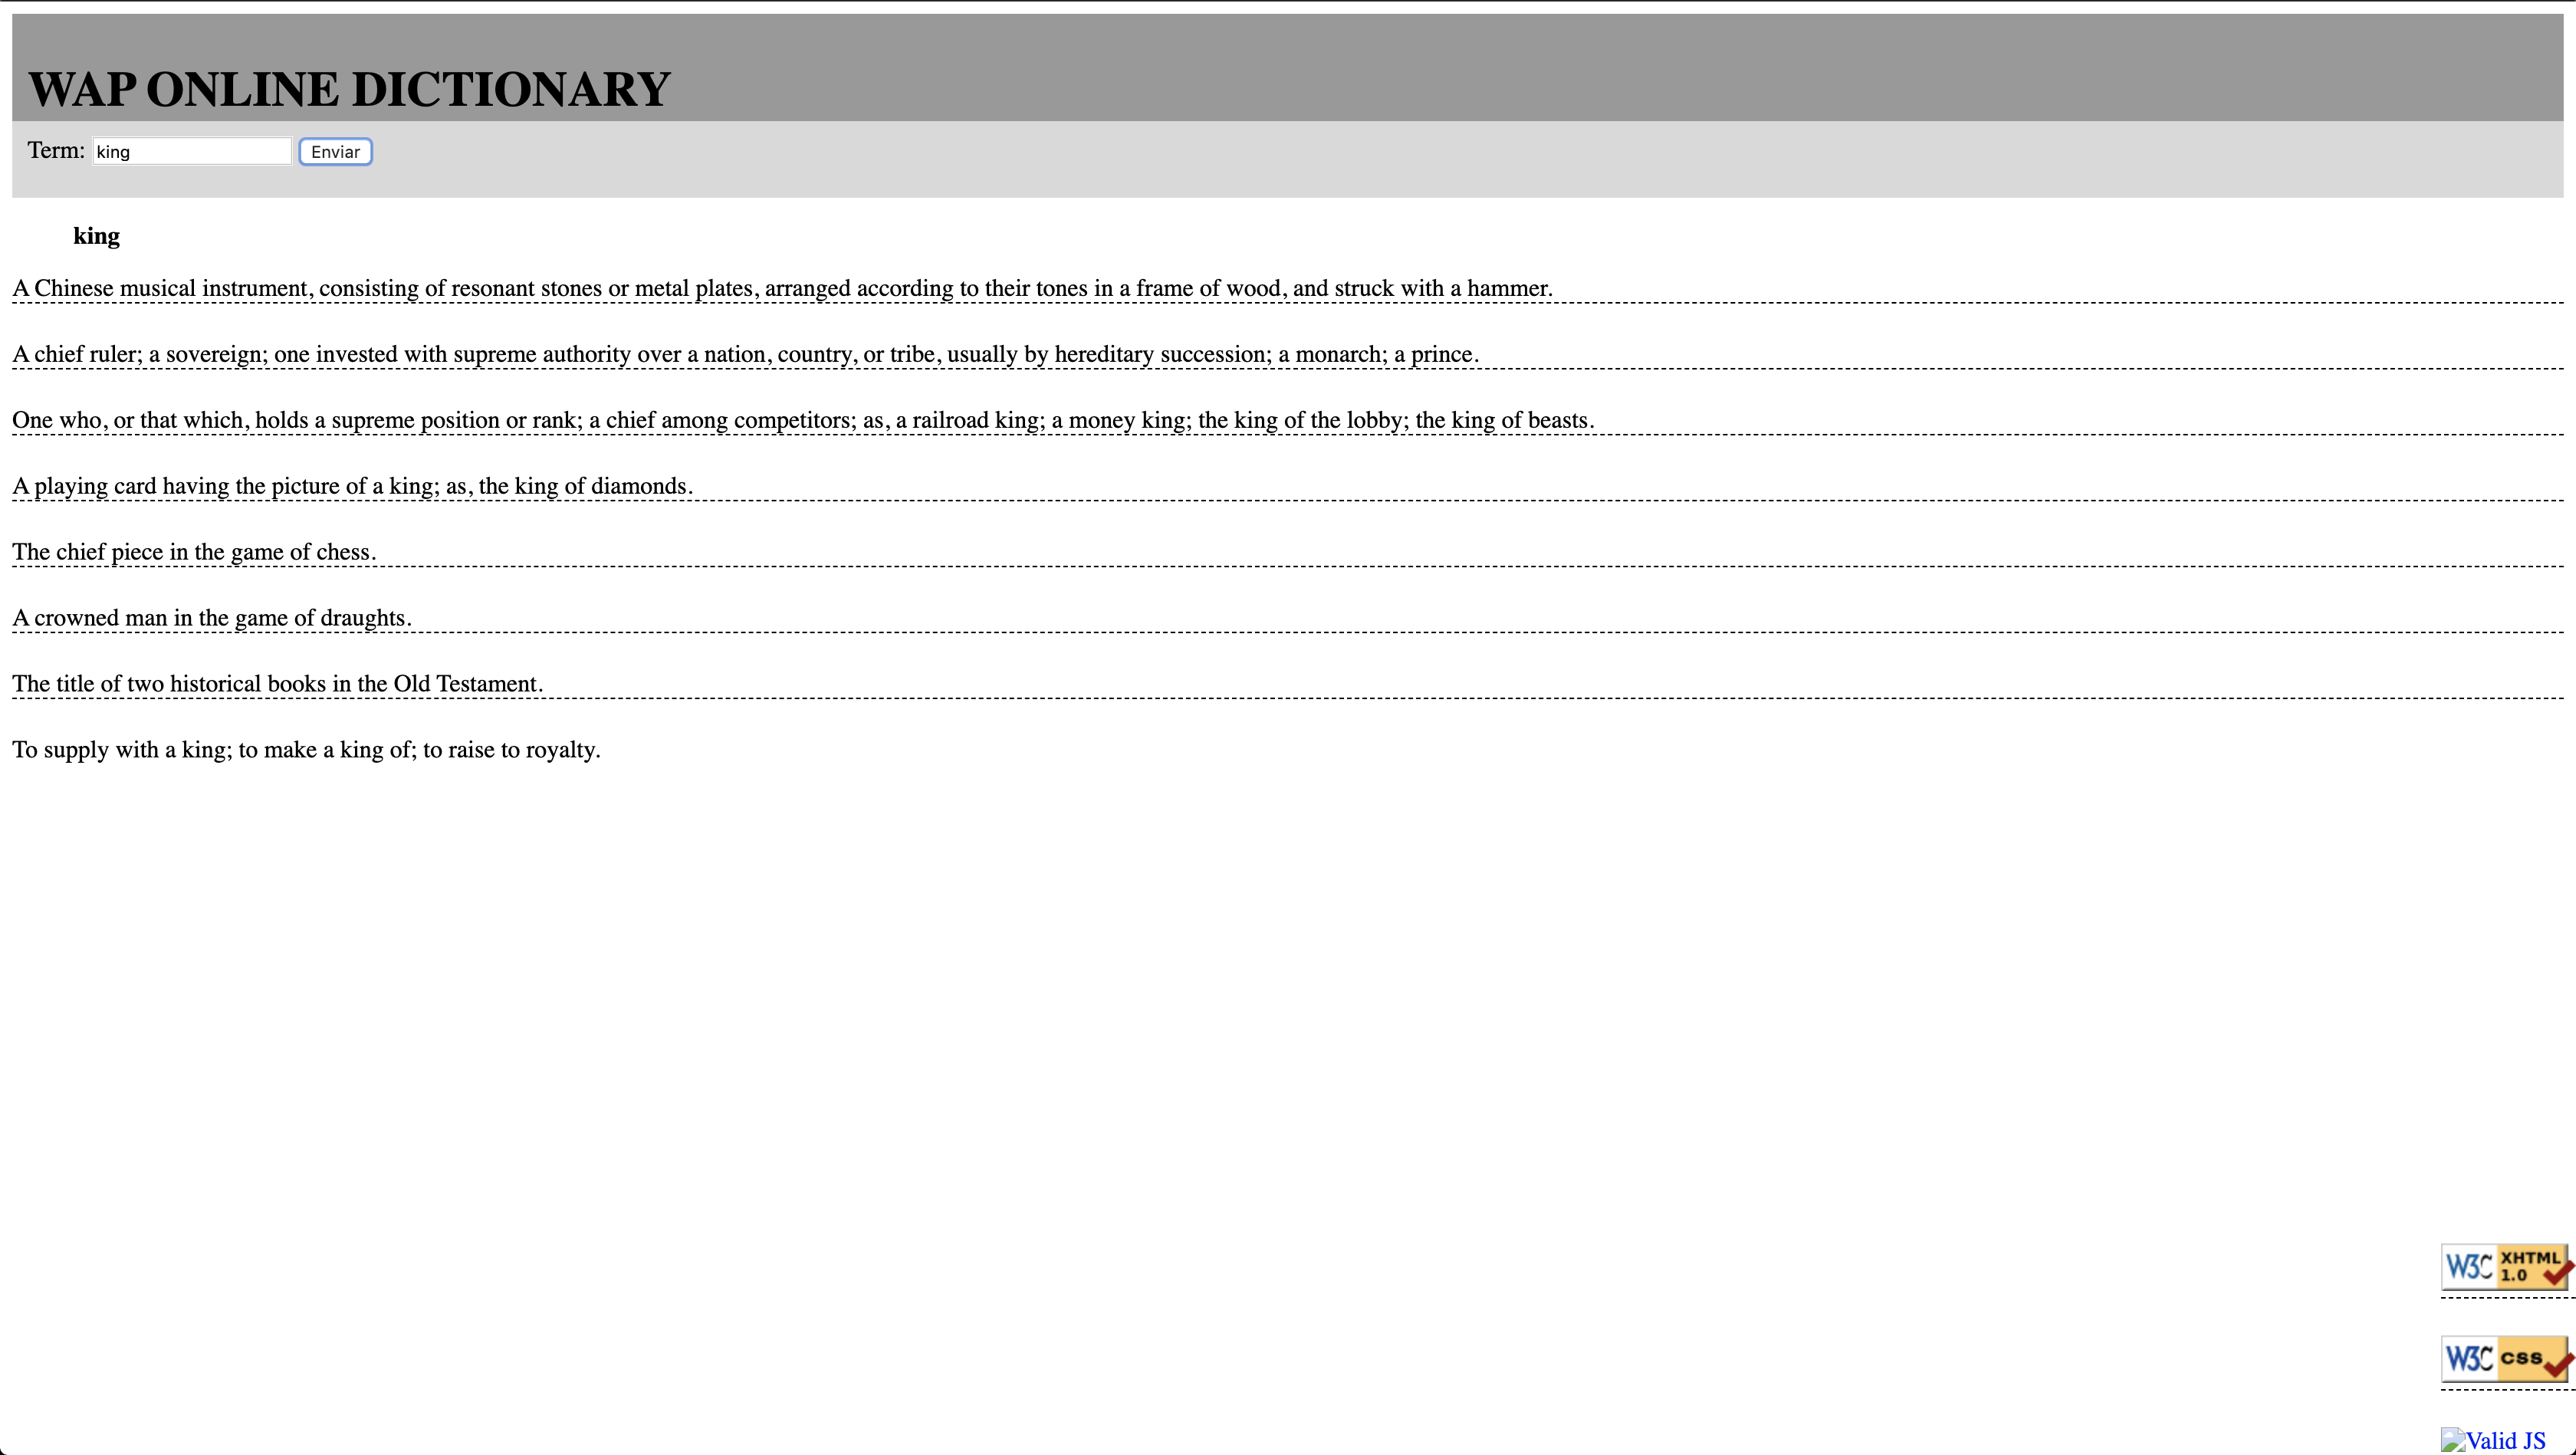 WAP ONLINE DICTIONARY
Term: king Enviar
king
A Chinese musical instrument, consisting of resonant stones or metal plates, arranged according to their tones in a frame of wood, and struck with a hammer.
A chief ruler; a sovereign; one invested with supreme authority over a nation, country, or tribe, usually by hereditary succession; a monarch; a prince.
One who, or that which, holds a supreme position or rank; a chief among competitors; as, a railroad king; a money king; the king of the lobby; the king of beasts.
A playing card having the picture of a king; as, the king of diamonds.
The chief piece in the game of chess.
A crowned man in the game of draughts.
The title of two historical books in the Old Testament.
To supply with a king; to make a king of; to raise to royalty.
W3C XHTML 1.0
W3C css
Valid JS